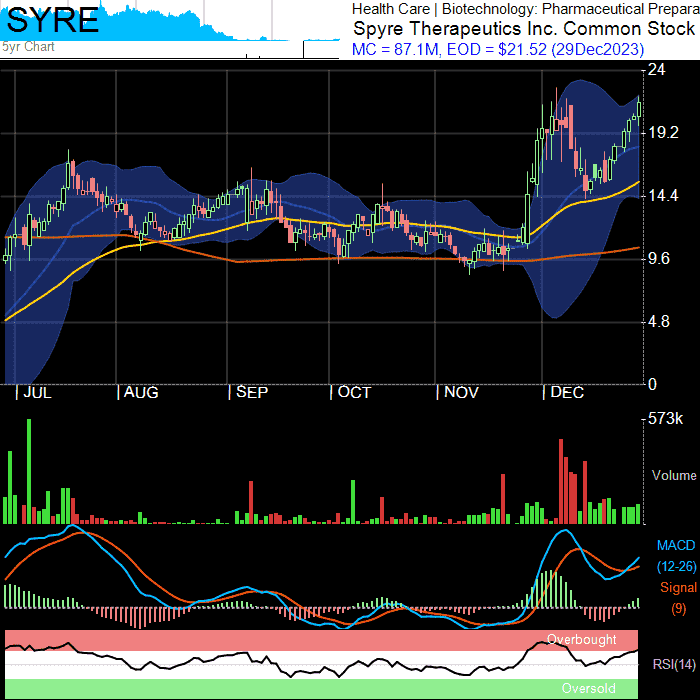 SYRE
5yr Chart
Health Care | Biotechnology: Pharmaceutical Prepara
Spyre Therapeutics Inc. Common Stock
MC = 87.1M, EOD = $21.52 (29Dec2023)
24
19.2
14.4
9.6
4.8
0
JUL
AUG
SEP
OCT
NOV
DEC
573k
Volume
MACD
(12-26)
Signal
(9)
Overbought
RSI(14)
Oversold